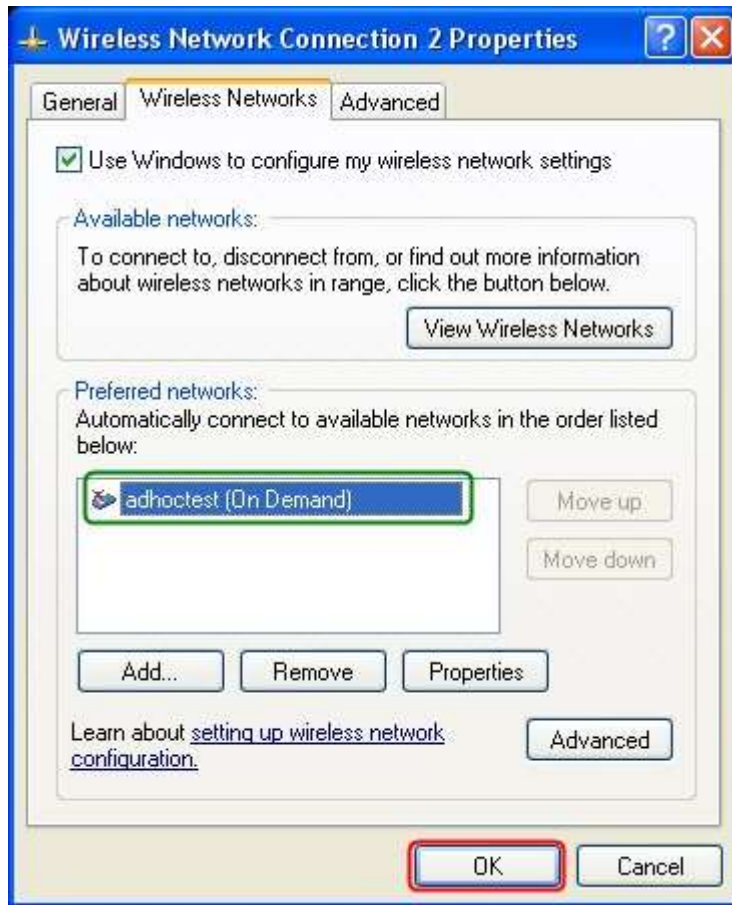 Wireless Network Connection 2 Properties
?
General
Wireless Networks
Advanced
Use Windows to configure my wireless network settings
Available networks:
To connect to, disconnect from, or find out more information
about wireless networks in range, click the button below.
View Wireless Networks
Preferred networks:
Automatically connect to available networks in the order listed
below:
adhoctest (On Demand)
Move up
Move down
Add...
Remove
Properties
Learn about setting up wireless network
configuration.
Advanced
OK
Cancel